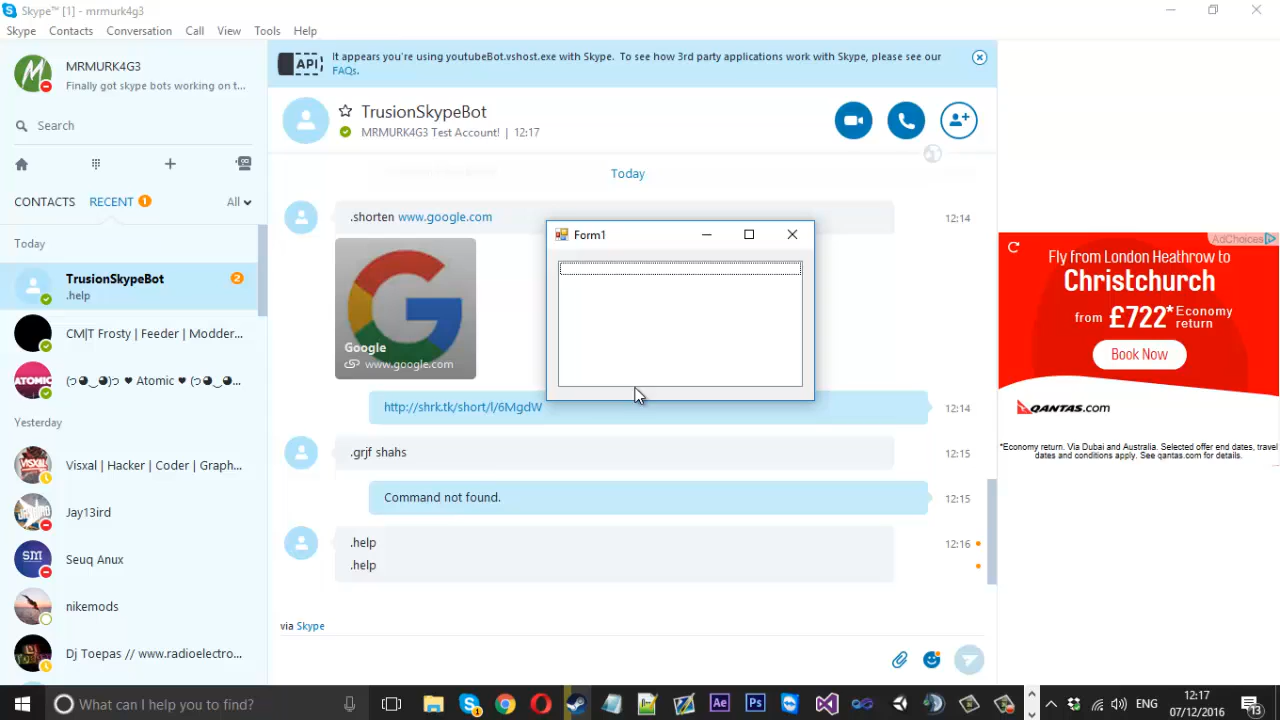 Skype™ [1] - mrmurk4g3
Skype Contacts Conversation Call View Tools Help
MRMURK4G3
Finally got skype bots working on t...
Search
CONTACTS RECENT 1 All
Today
TrusionSkypeBot 2
.help
CM|T Frosty | Feeder | Modder...
ATOMIC
Atomic ♥
Yesterday
VISXAL
Visxal | Hacker | Coder | Graph...
Jay13ird
SM
Seuq Anux
nikemods
Dj Toepas // www.radioelectro...
API
It appears you're using youtubeBot.vshost.exe with Skype. To see how 3rd party applications work with Skype, please see our
FAQs.
TrusionSkypeBot
MRMURK4G3 Test Account! | 12:17
Today
.shorten www.google.com 12:14
Google
www.google.com
http://shrk.tk/short/l/6MgdW 12:14
.grjf shahs 12:15
Command not found. 12:15
.help 12:16
.help
via Skype
Form1
AdChoices
Fly from London Heathrow to
Christchurch
from £722* Economy
return
Book Now
QANTAS.com
*Economy return. Via Dubai and Australia. Selected offer end dates, travel
dates and conditions apply. See qantas.com for details.
What can I help you find?
Ae Ps
ENG
12:17
07/12/2016
13